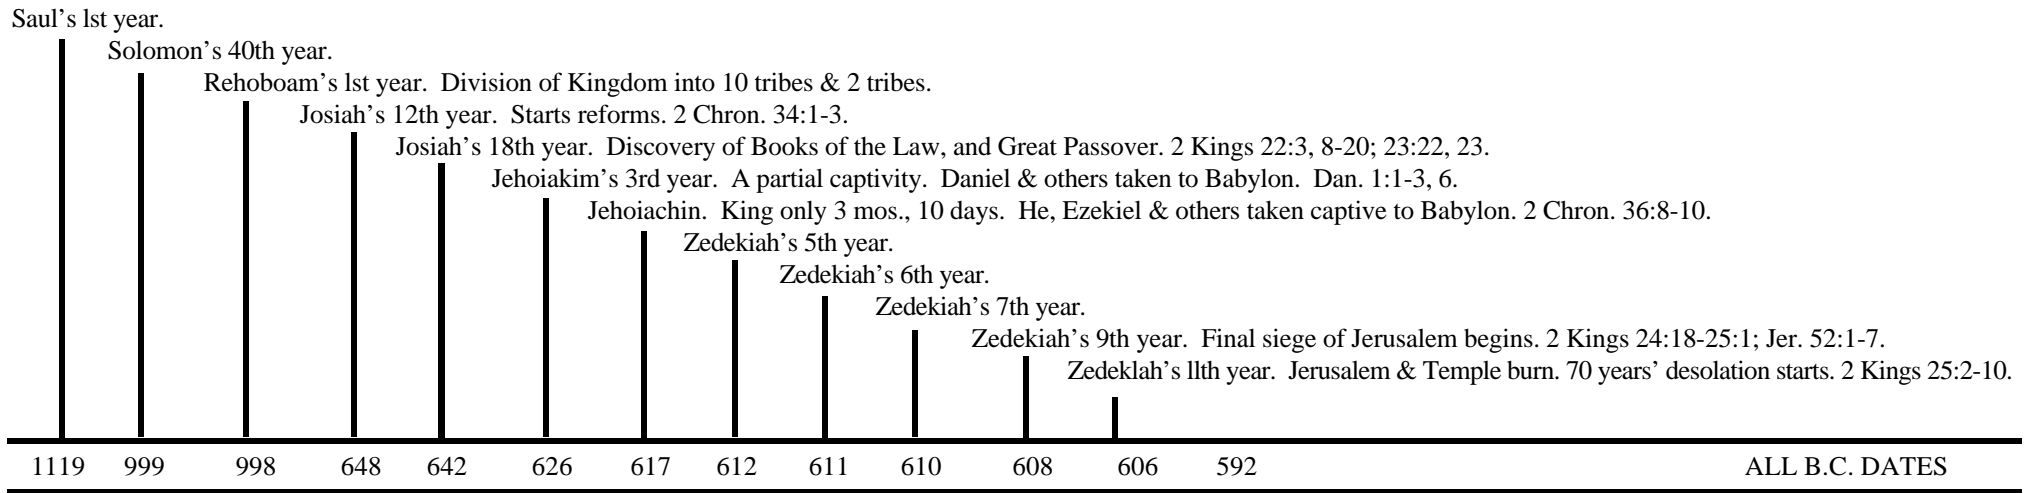 Saul’s lst year.
Solomon’s 40th year.
Rehoboam’s lst year.  Division of Kingdom into 10 tribes & 2 tribes.
Josiah’s 12th year.  Starts reforms. 2 Chron. 34:1-3.
Josiah’s 18th year.  Discovery of Books of the Law, and Great Passover. 2 Kings 22:3, 8-20; 23:22, 23.
Jehoiakim’s 3rd year.  A partial captivity.  Daniel & others taken to Babylon.  Dan. 1:1-3, 6.
Jehoiachin.  King only 3 mos., 10 days.  He, Ezekiel & others taken captive to Babylon. 2 Chron. 36:8-10.
Zedekiah’s 5th year.
Zedekiah’s 6th year.
Zedekiah’s 7th year.
Zedekiah’s 9th year.  Final siege of Jerusalem begins. 2 Kings 24:18-25:1; Jer. 52:1-7.
Zedeklah’s llth year.  Jerusalem & Temple burn. 70 years’ desolation starts. 2 Kings 25:2-10.
1119 999 998 648 642 626 617 612 611 610 608 606 592 ALL B.C. DATES